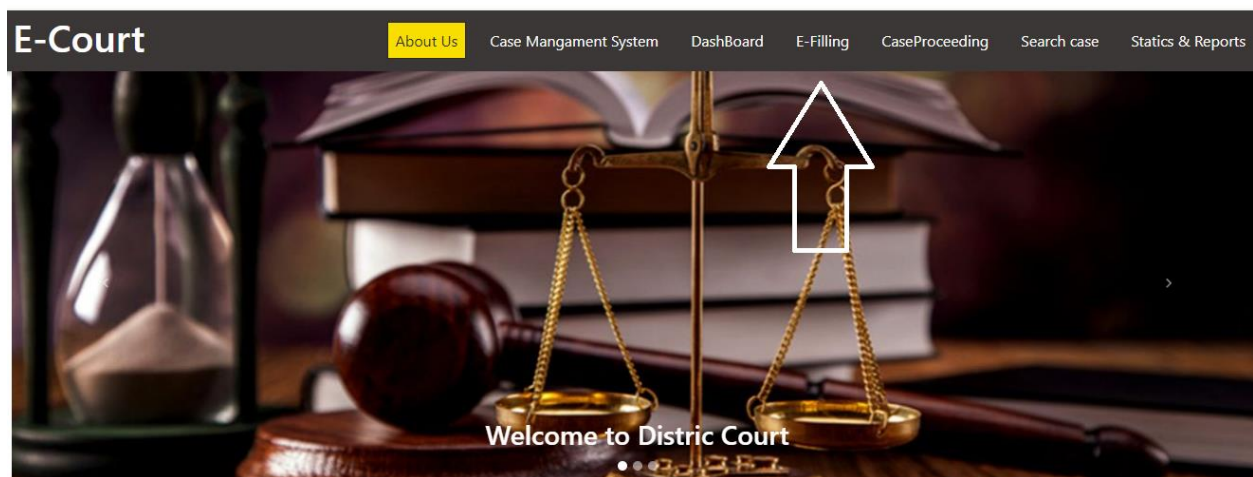 E-Court
About Us Case Mangament System DashBoard E-Filling CaseProceeding Search case Statics & Reports
Welcome to Distric Court